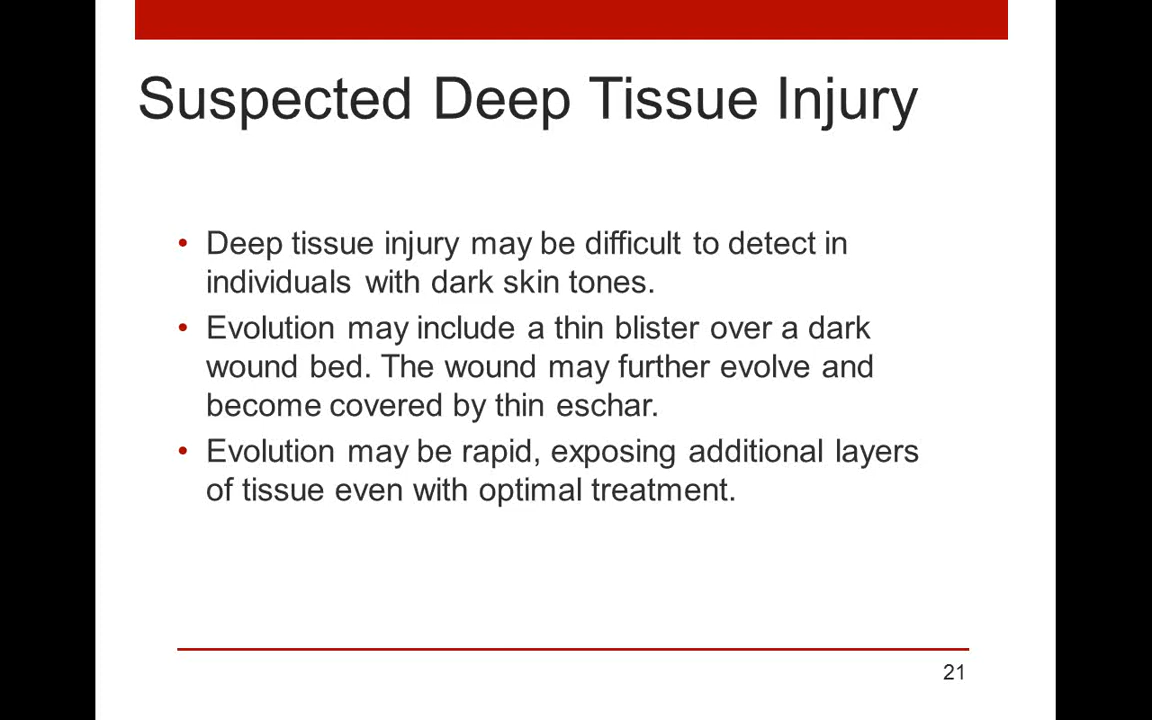 Suspected Deep Tissue Injury
• Deep tissue injury may be difficult to detect in
individuals with dark skin tones.
• Evolution may include a thin blister over a dark
wound bed. The wound may further evolve and
become covered by thin eschar.
• Evolution may be rapid, exposing additional layers
of tissue even with optimal treatment.
21